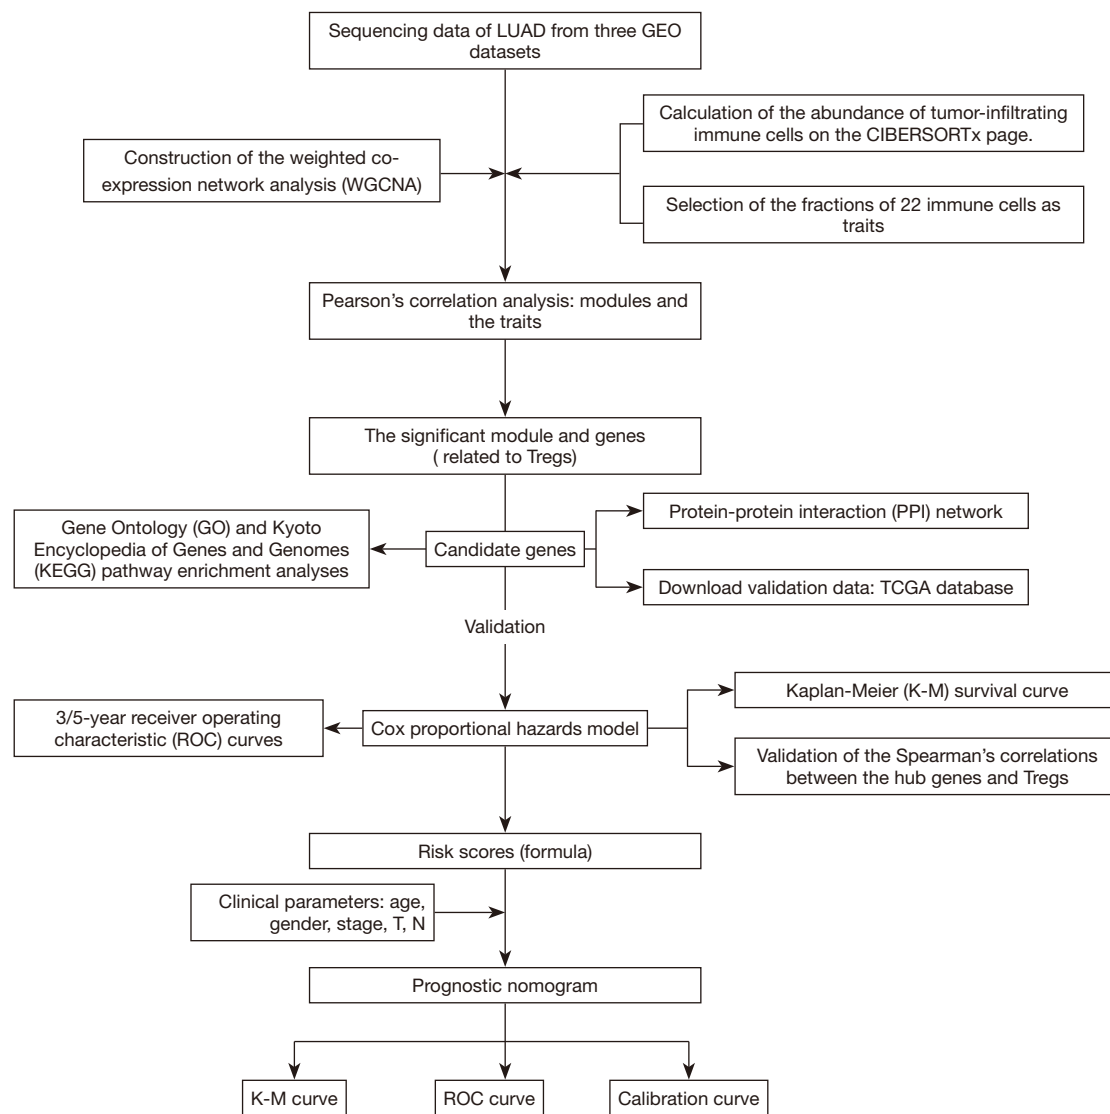 Sequencing data of LUAD from three GEO
datasets
Calculation of the abundance of tumor-infiltrating
immune cells on the CIBERSORTx page.
Construction of the weighted co-
expression network analysis (WGCNA)
Selection of the fractions of 22 immune cells as
traits
Pearson's correlation analysis: modules and
the traits
The significant module and genes
( related to Tregs)
Gene Ontology (GO) and Kyoto
Encyclopedia of Genes and Genomes
(KEGG) pathway enrichment analyses
Candidate genes
Protein-protein interaction (PPI) network
Download validation data: TCGA database
Validation
3/5-year receiver operating
characteristic (ROC) curves
Cox proportional hazards model
Kaplan-Meier (K-M) survival curve
Validation of the Spearman's correlations
between the hub genes and Tregs
Risk scores (formula)
Clinical parameters: age,
gender, stage, T, N
Prognostic nomogram
K-M curve
ROC curve
Calibration curve